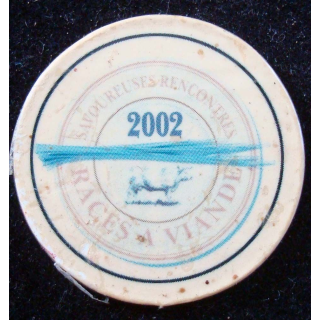 SAVOUREUSES RENCONTRES
2002
RACES A VIANDE